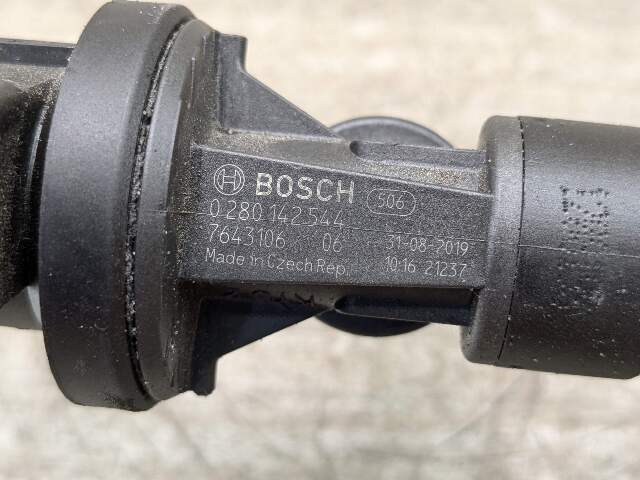 BOSCH 506
0 280 142 544
7643106 06 31-08-2019
Made in Czech Rep. 10:16 21237